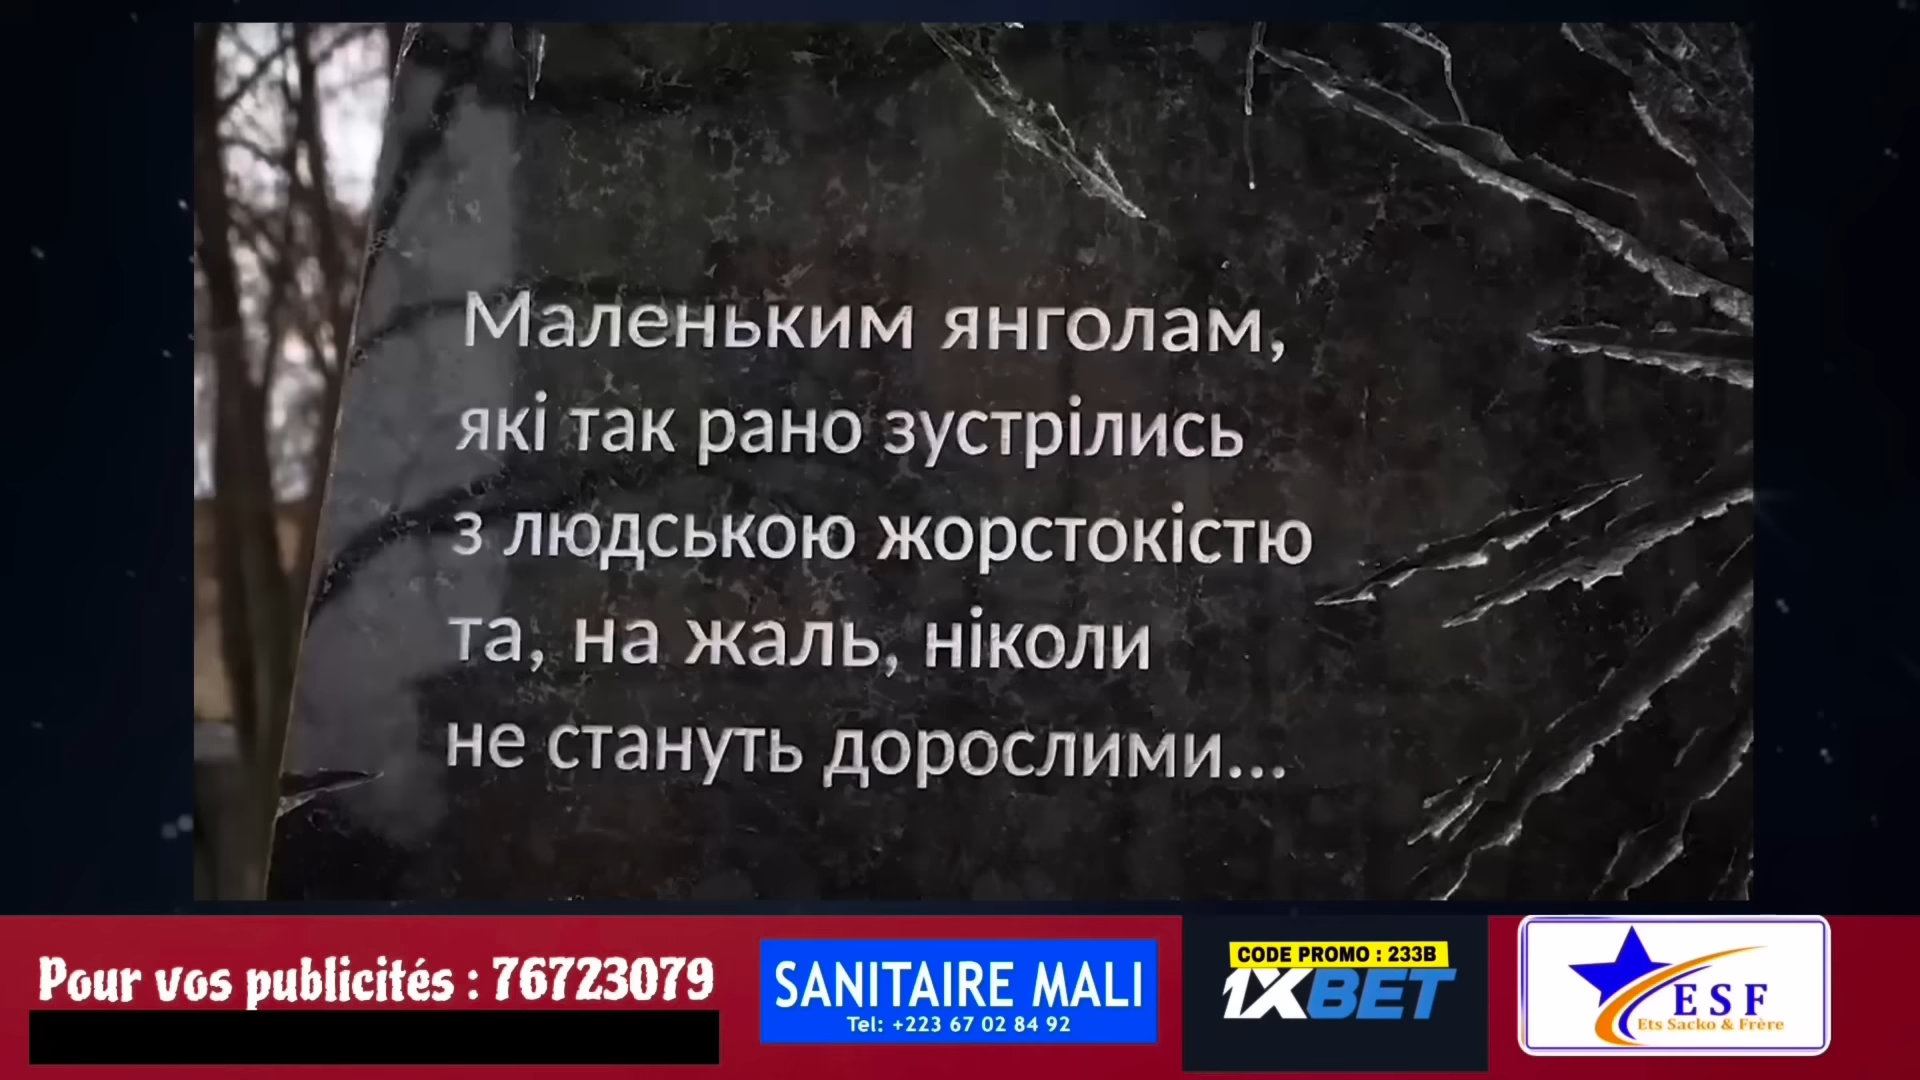 Маленьким янголам,
які так рано зустрілись
з людською жорстокістю
та, на жаль, ніколи
не стануть дорослими...
Pour vos publicités : 76723079
SANITAIRE MALI
Tel: +223 67 02 84 92
CODE PROMO : 233B
1XBET
ESF
Ets Sacko & Frère